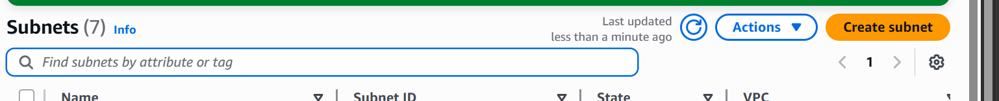 Subnets (7) Info
Last updated
less than a minute ago
Actions
Create subnet
Find subnets by attribute or tag
1
Name
Subnet ID
State
VPC